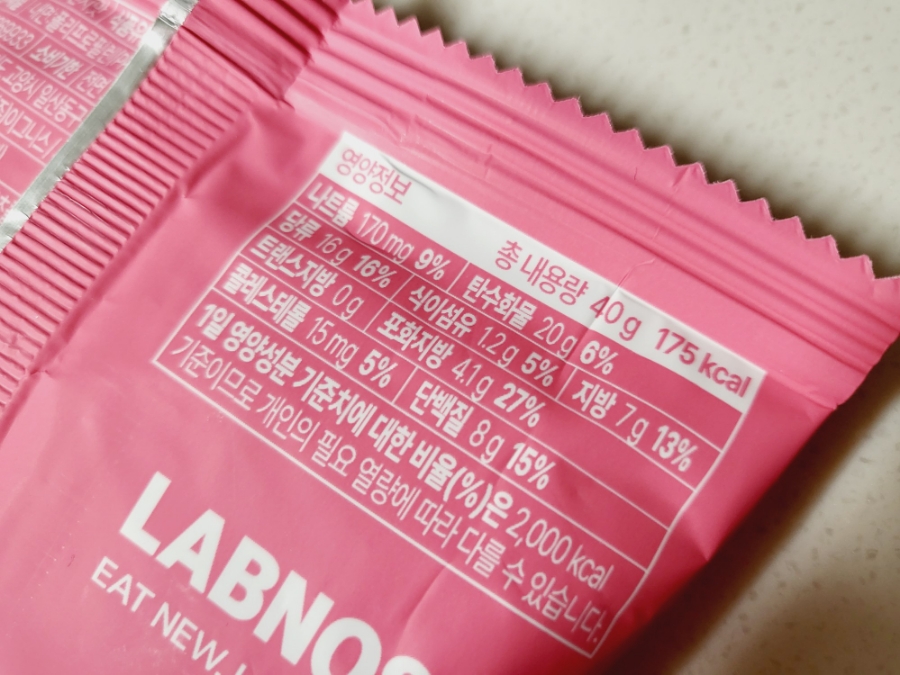 영양정보 총 내용량 40 g 175 kcal
나트륨 170 mg 9% 탄수화물 20 g 6%
당류 16 g 16% 식이섬유 1.2 g 5% 지방 7 g 13%
트랜스지방 0 g 포화지방 4.1 g 27%
콜레스테롤 15 mg 5% 단백질 8 g 15%
1일 영양성분 기준치에 대한 비율(%)은 2,000 kcal
기준이므로 개인의 필요 열량에 따라 다를 수 있습니다.
LABNO
EAT NEW,